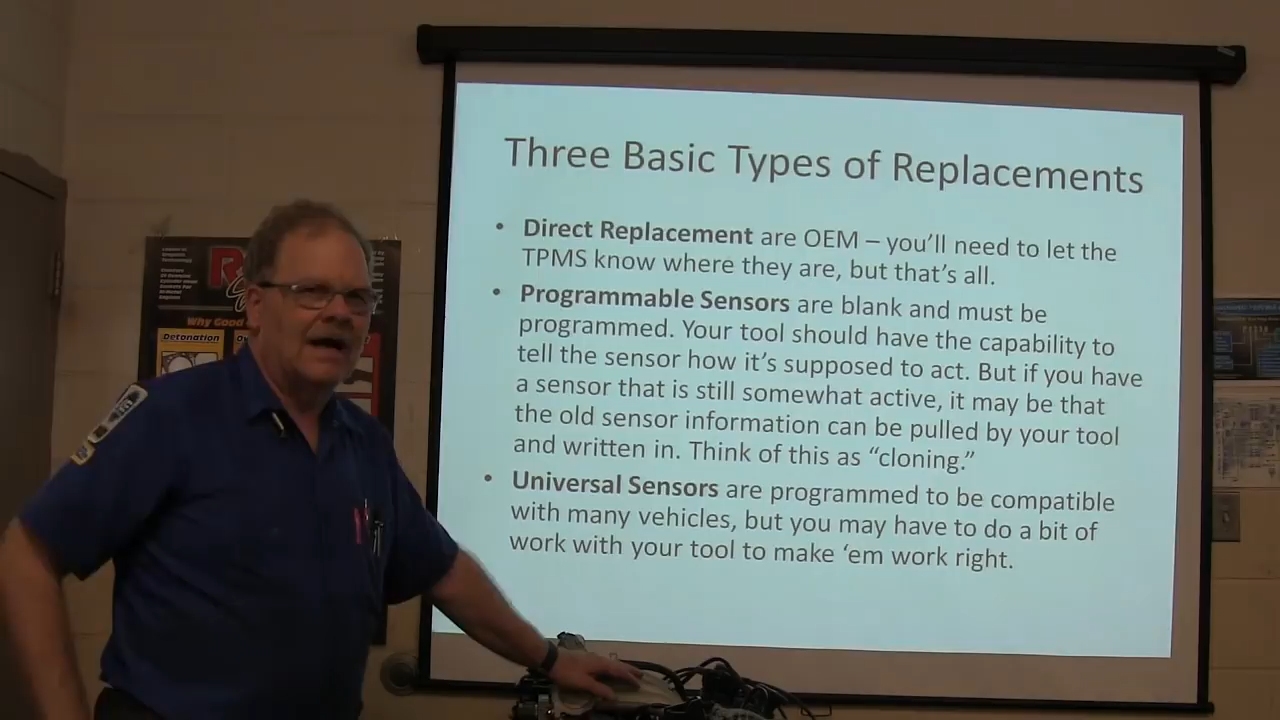 Three Basic Types of Replacements
• Direct Replacement are OEM – you'll need to let the
TPMS know where they are, but that's all.
• Programmable Sensors are blank and must be
programmed. Your tool should have the capability to
tell the sensor how it's supposed to act. But if you have
a sensor that is still somewhat active, it may be that
the old sensor information can be pulled by your tool
and written in. Think of this as “cloning.”
• Universal Sensors are programmed to be compatible
with many vehicles, but you may have to do a bit of
work with your tool to make ‘em work right.
Why Good
Detonation